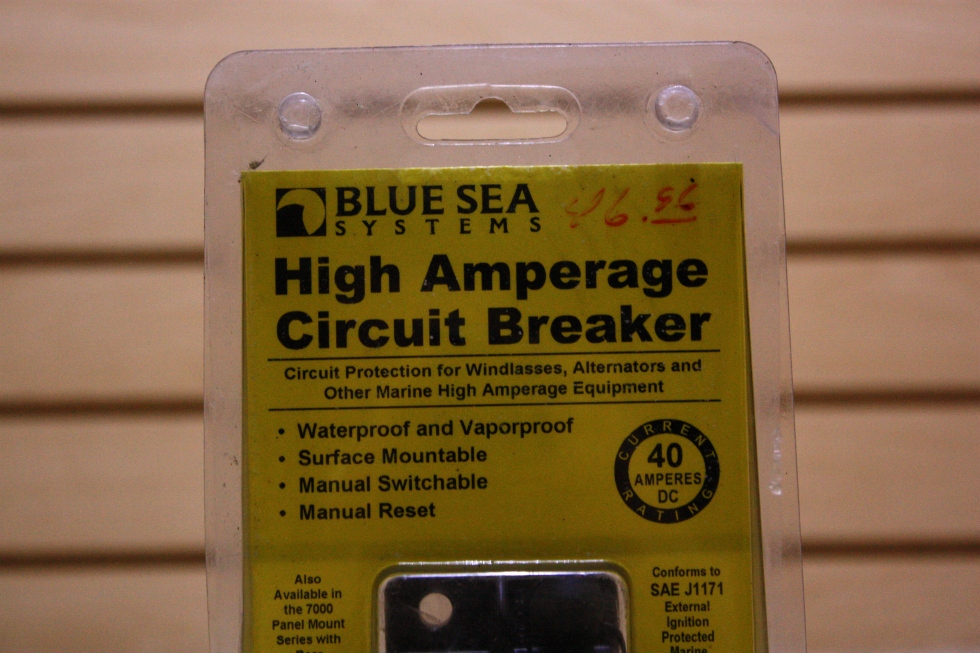 BLUE SEA
SYSTEMS
High Amperage
Circuit Breaker
Circuit Protection for Windlasses, Alternators and
Other Marine High Amperage Equipment
• Waterproof and Vaporproof
• Surface Mountable
• Manual Switchable
• Manual Reset
CURRENT
40
AMPERES
DC
RATING
Also
Available in
the 7000
Panel Mount
Series with
Conforms to
SAE J1171
External
Ignition
Protected
Marine